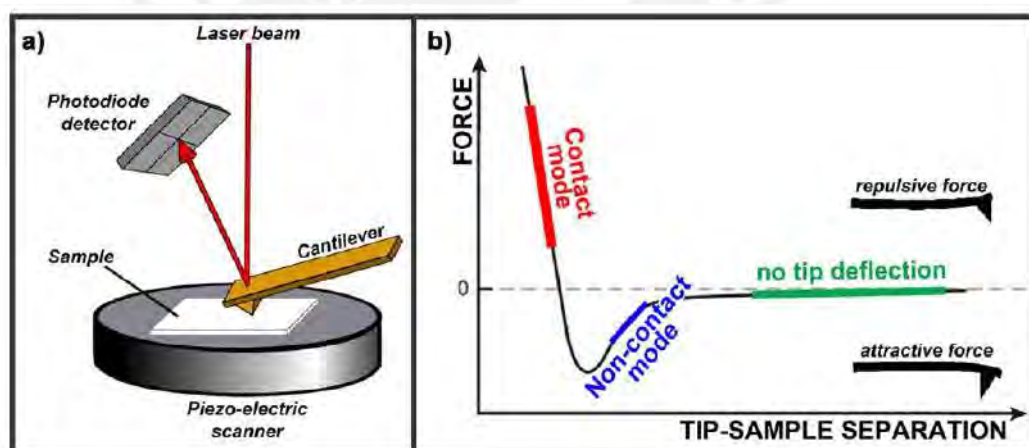 a)
Laser beam
Photodiode
detector
Cantilever
Sample
Piezo-electric
scanner
b)
FORCE
Contact
mode
repulsive force
no tip deflection
0
Non-contact
mode
attractive force
TIP-SAMPLE SEPARATION